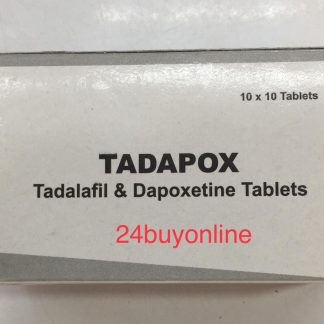 10 x 10 Tablets
TADAPOX
Tadalafil & Dapoxetine Tablets
24buyonline